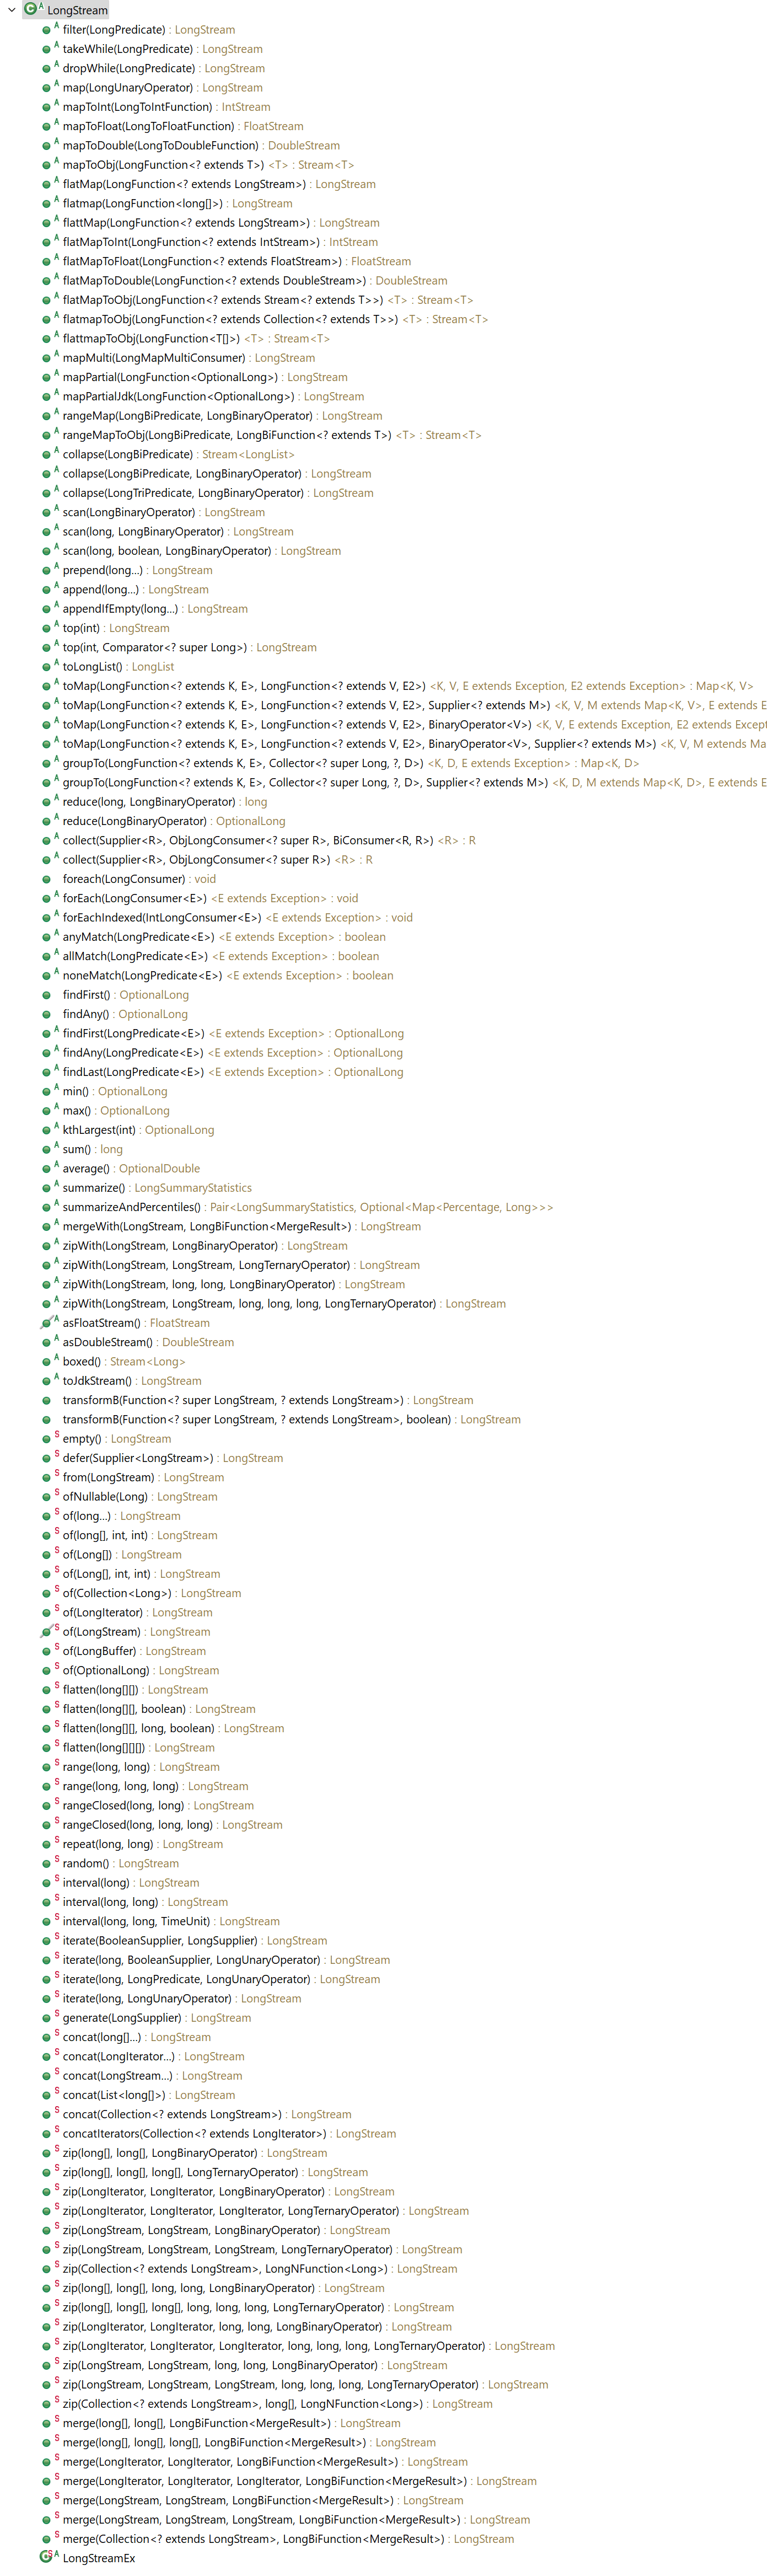 LongStream
filter(LongPredicate) : LongStream
takeWhile(LongPredicate) : LongStream
dropWhile(LongPredicate) : LongStream
map(LongUnaryOperator) : LongStream
mapToInt(LongToIntFunction) : IntStream
mapToFloat(LongToFloatFunction) : FloatStream
mapToDouble(LongToDoubleFunction) : DoubleStream
mapToObj(LongFunction<? extends T>) <T> : Stream<T>
flatMap(LongFunction<? extends LongStream>) : LongStream
flatmap(LongFunction<long[]>) : LongStream
flattMap(LongFunction<? extends LongStream>) : LongStream
flatMapToInt(LongFunction<? extends IntStream>) : IntStream
flatMapToFloat(LongFunction<? extends FloatStream>) : FloatStream
flatMapToDouble(LongFunction<? extends DoubleStream>) : DoubleStream
flatMapToObj(LongFunction<? extends Stream<? extends T>>) <T> : Stream<T>
flatmapToObj(LongFunction<? extends Collection<? extends T>>) <T> : Stream<T>
flattmapToObj(LongFunction<T[]>) <T> : Stream<T>
mapMulti(LongMapMultiConsumer) : LongStream
mapPartial(LongFunction<OptionalLong>) : LongStream
mapPartialJdk(LongFunction<OptionalLong>) : LongStream
rangeMap(LongBiPredicate, LongBinaryOperator) : LongStream
rangeMapToObj(LongBiPredicate, LongBiFunction<? extends T>) <T> : Stream<T>
collapse(LongBiPredicate) : Stream<LongList>
collapse(LongBiPredicate, LongBinaryOperator) : LongStream
collapse(LongTriPredicate, LongBinaryOperator) : LongStream
scan(LongBinaryOperator) : LongStream
scan(long, LongBinaryOperator) : LongStream
scan(long, boolean, LongBinaryOperator) : LongStream
prepend(long...) : LongStream
append(long...) : LongStream
appendIfEmpty(long...) : LongStream
top(int) : LongStream
top(int, Comparator<? super Long>) : LongStream
toLongList() : LongList
toMap(LongFunction<? extends K, E>, LongFunction<? extends V, E2>) <K, V, E extends Exception, E2 extends Exception> : Map<K, V>
toMap(LongFunction<? extends K, E>, LongFunction<? extends V, E2>, Supplier<? extends M>) <K, V, M extends Map<K, V>, E extends E
toMap(LongFunction<? extends K, E>, LongFunction<? extends V, E2>, BinaryOperator<V>) <K, V, E extends Exception, E2 extends Except
toMap(LongFunction<? extends K, E>, LongFunction<? extends V, E2>, BinaryOperator<V>, Supplier<? extends M>) <K, V, M extends Ma
groupTo(LongFunction<? extends K, E>, Collector<? super Long, ?, D>) <K, D, E extends Exception> : Map<K, D>
groupTo(LongFunction<? extends K, E>, Collector<? super Long, ?, D>, Supplier<? extends M>) <K, D, M extends Map<K, D>, E extends E
reduce(long, LongBinaryOperator) : long
reduce(LongBinaryOperator) : OptionalLong
collect(Supplier<R>, ObjLongConsumer<? super R>, BiConsumer<R, R>) <R> : R
collect(Supplier<R>, ObjLongConsumer<? super R>) <R> : R
foreach(LongConsumer) : void
forEach(LongConsumer<E>) <E extends Exception> : void
forEachIndexed(IntLongConsumer<E>) <E extends Exception> : void
anyMatch(LongPredicate<E>) <E extends Exception> : boolean
allMatch(LongPredicate<E>) <E extends Exception> : boolean
noneMatch(LongPredicate<E>) <E extends Exception> : boolean
findFirst() : OptionalLong
findAny() : OptionalLong
findFirst(LongPredicate<E>) <E extends Exception> : OptionalLong
findAny(LongPredicate<E>) <E extends Exception> : OptionalLong
findLast(LongPredicate<E>) <E extends Exception> : OptionalLong
min() : OptionalLong
max() : OptionalLong
kthLargest(int) : OptionalLong
sum() : long
average() : OptionalDouble
summarize() : LongSummaryStatistics
summarizeAndPercentiles() : Pair<LongSummaryStatistics, Optional<Map<Percentage, Long>>>
mergeWith(LongStream, LongBiFunction<MergeResult>) : LongStream
zipWith(LongStream, LongBinaryOperator) : LongStream
zipWith(LongStream, LongStream, LongTernaryOperator) : LongStream
zipWith(LongStream, long, long, LongBinaryOperator) : LongStream
zipWith(LongStream, LongStream, long, long, long, LongTernaryOperator) : LongStream
asFloatStream() : FloatStream
asDoubleStream() : DoubleStream
boxed() : Stream<Long>
toJdkStream() : LongStream
transformB(Function<? super LongStream, ? extends LongStream>) : LongStream
transformB(Function<? super LongStream, ? extends LongStream>, boolean) : LongStream
empty() : LongStream
defer(Supplier<LongStream>) : LongStream
from(LongStream) : LongStream
ofNullable(Long) : LongStream
of(long...) : LongStream
of(long[], int, int) : LongStream
of(Long[]) : LongStream
of(Long[], int, int) : LongStream
of(Collection<Long>) : LongStream
of(LongIterator) : LongStream
of(LongStream) : LongStream
of(LongBuffer) : LongStream
of(OptionalLong) : LongStream
flatten(long[][]) : LongStream
flatten(long[][], boolean) : LongStream
flatten(long[][], long, boolean) : LongStream
flatten(long[][][]) : LongStream
range(long, long) : LongStream
range(long, long, long) : LongStream
rangeClosed(long, long) : LongStream
rangeClosed(long, long, long) : LongStream
repeat(long, long) : LongStream
random() : LongStream
interval(long) : LongStream
interval(long, long) : LongStream
interval(long, long, TimeUnit) : LongStream
iterate(BooleanSupplier, LongSupplier) : LongStream
iterate(long, BooleanSupplier, LongUnaryOperator) : LongStream
iterate(long, LongPredicate, LongUnaryOperator) : LongStream
iterate(long, LongUnaryOperator) : LongStream
generate(LongSupplier) : LongStream
concat(long[]...) : LongStream
concat(LongIterator...) : LongStream
concat(LongStream...) : LongStream
concat(List<long[]>) : LongStream
concat(Collection<? extends LongStream>) : LongStream
concatIterators(Collection<? extends LongIterator>) : LongStream
zip(long[], long[], LongBinaryOperator) : LongStream
zip(long[], long[], long[], LongTernaryOperator) : LongStream
zip(LongIterator, LongIterator, LongBinaryOperator) : LongStream
zip(LongIterator, LongIterator, LongIterator, LongTernaryOperator) : LongStream
zip(LongStream, LongStream, LongBinaryOperator) : LongStream
zip(LongStream, LongStream, LongStream, LongTernaryOperator) : LongStream
zip(Collection<? extends LongStream>, LongNFunction<Long>) : LongStream
zip(long[], long[], long, long, LongBinaryOperator) : LongStream
zip(long[], long[], long[], long, long, long, LongTernaryOperator) : LongStream
zip(LongIterator, LongIterator, long, long, LongBinaryOperator) : LongStream
zip(LongIterator, LongIterator, LongIterator, long, long, long, LongTernaryOperator) : LongStream
zip(LongStream, LongStream, long, long, LongBinaryOperator) : LongStream
zip(LongStream, LongStream, LongStream, long, long, long, LongTernaryOperator) : LongStream
zip(Collection<? extends LongStream>, long[], LongNFunction<Long>) : LongStream
merge(long[], long[], LongBiFunction<MergeResult>) : LongStream
merge(long[], long[], long[], LongBiFunction<MergeResult>) : LongStream
merge(LongIterator, LongIterator, LongBiFunction<MergeResult>) : LongStream
merge(LongIterator, LongIterator, LongIterator, LongBiFunction<MergeResult>) : LongStream
merge(LongStream, LongStream, LongBiFunction<MergeResult>) : LongStream
merge(LongStream, LongStream, LongStream, LongBiFunction<MergeResult>) : LongStream
merge(Collection<? extends LongStream>, LongBiFunction<MergeResult>) : LongStream
LongStreamEx